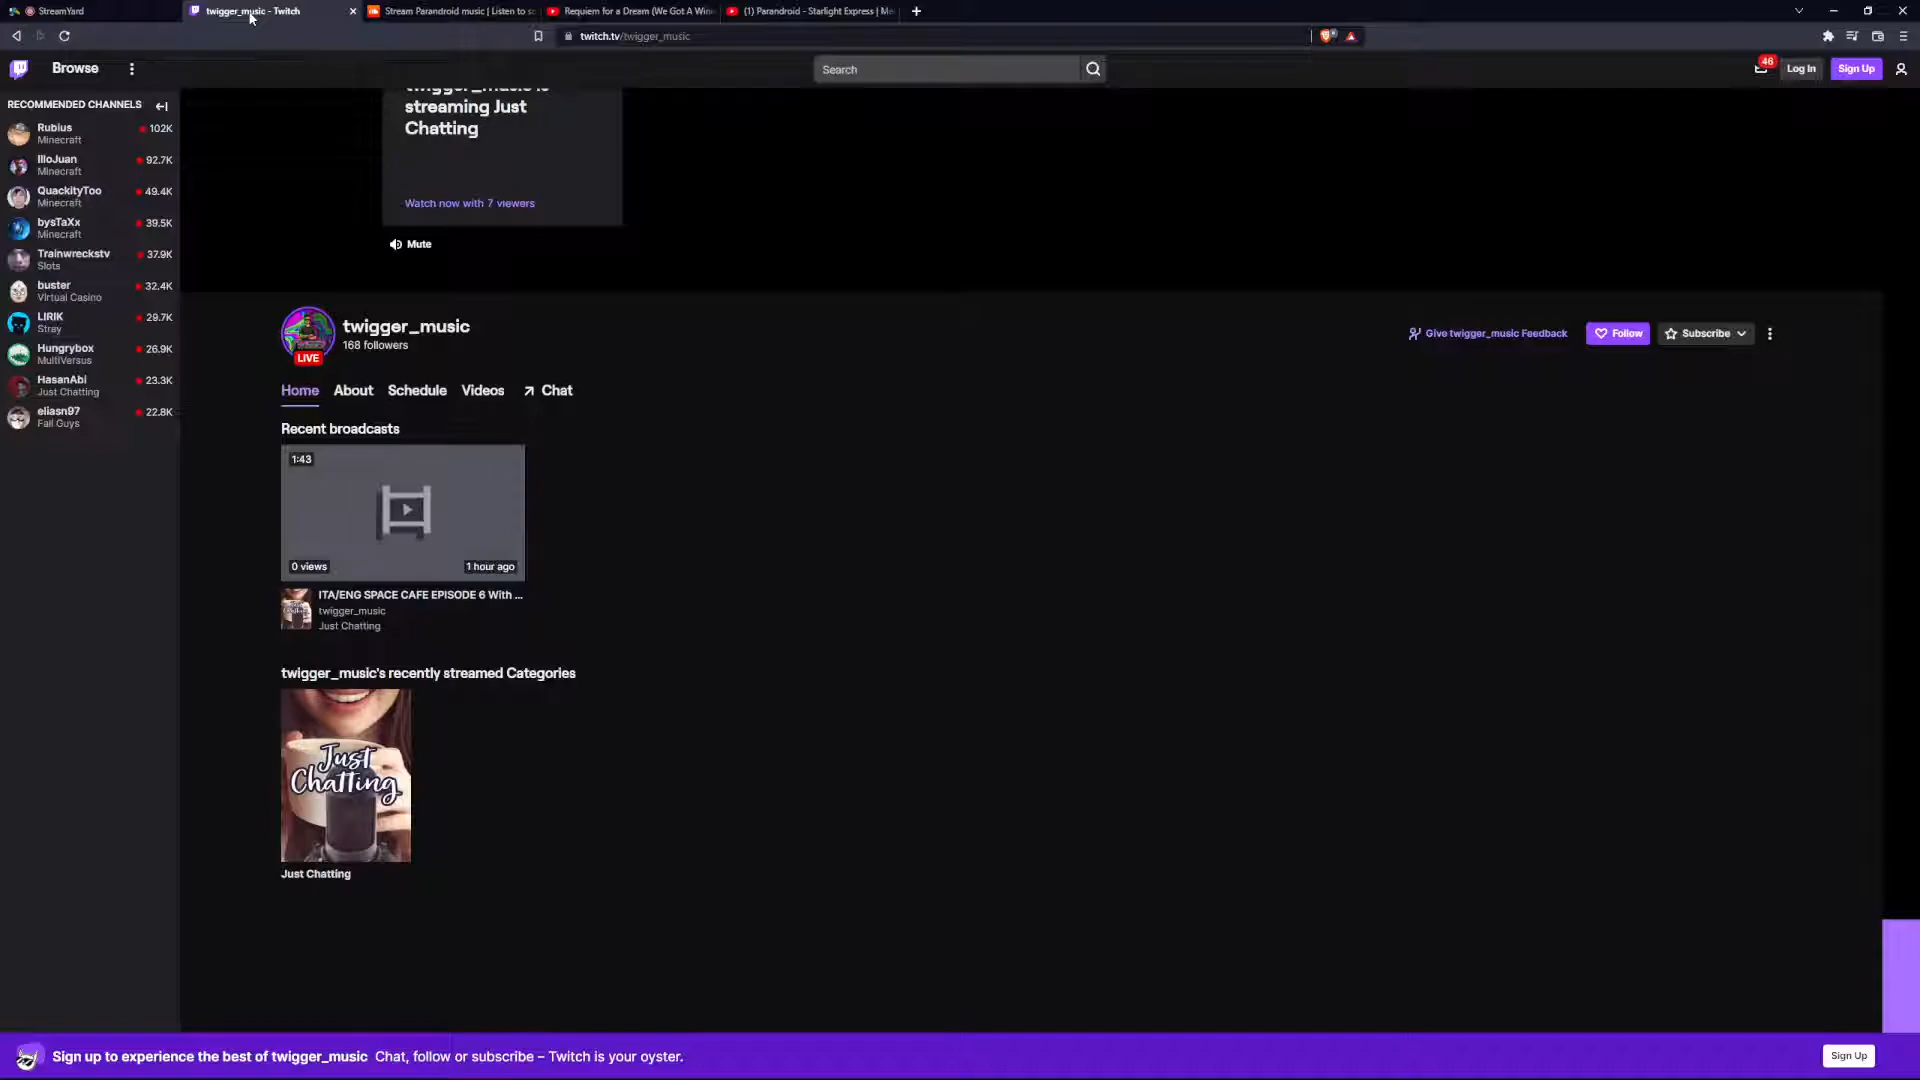 StreamYard
twigger_music - Twitch
Stream Parandroid music | Listen to
Requiem for a Dream (We Got A
(1) Parandroid - Starlight Express |
twitch.tv/twigger_music
Browse
Search
46
Log In
Sign Up
RECOMMENDED CHANNELS
Rubius
102K
Minecraft
IlloJuan
92.7K
Minecraft
QuackityToo
49.4K
Minecraft
bysTaXx
39.5K
Minecraft
Trainwreckstv
37.9K
Slots
buster
32.4K
Virtual Casino
LIRIK
29.7K
Stray
Hungrybox
26.9K
MultiVersus
HasanAbi
23.3K
Just Chatting
eliasn97
22.8K
Fall Guys
twigger_music is
streaming Just
Chatting
Watch now with 7 viewers
Mute
twigger_music
168 followers
LIVE
Give twigger_music Feedback
Follow
Subscribe
Home
About
Schedule
Videos
Chat
Recent broadcasts
1:43
0 views
1 hour ago
ITA/ENG SPACE CAFE EPISODE 6 With ...
twigger_music
Just Chatting
twigger_music's recently streamed Categories
Just
Chatting
Just Chatting
Sign up to experience the best of twigger_music Chat, follow or subscribe – Twitch is your oyster.
Sign Up